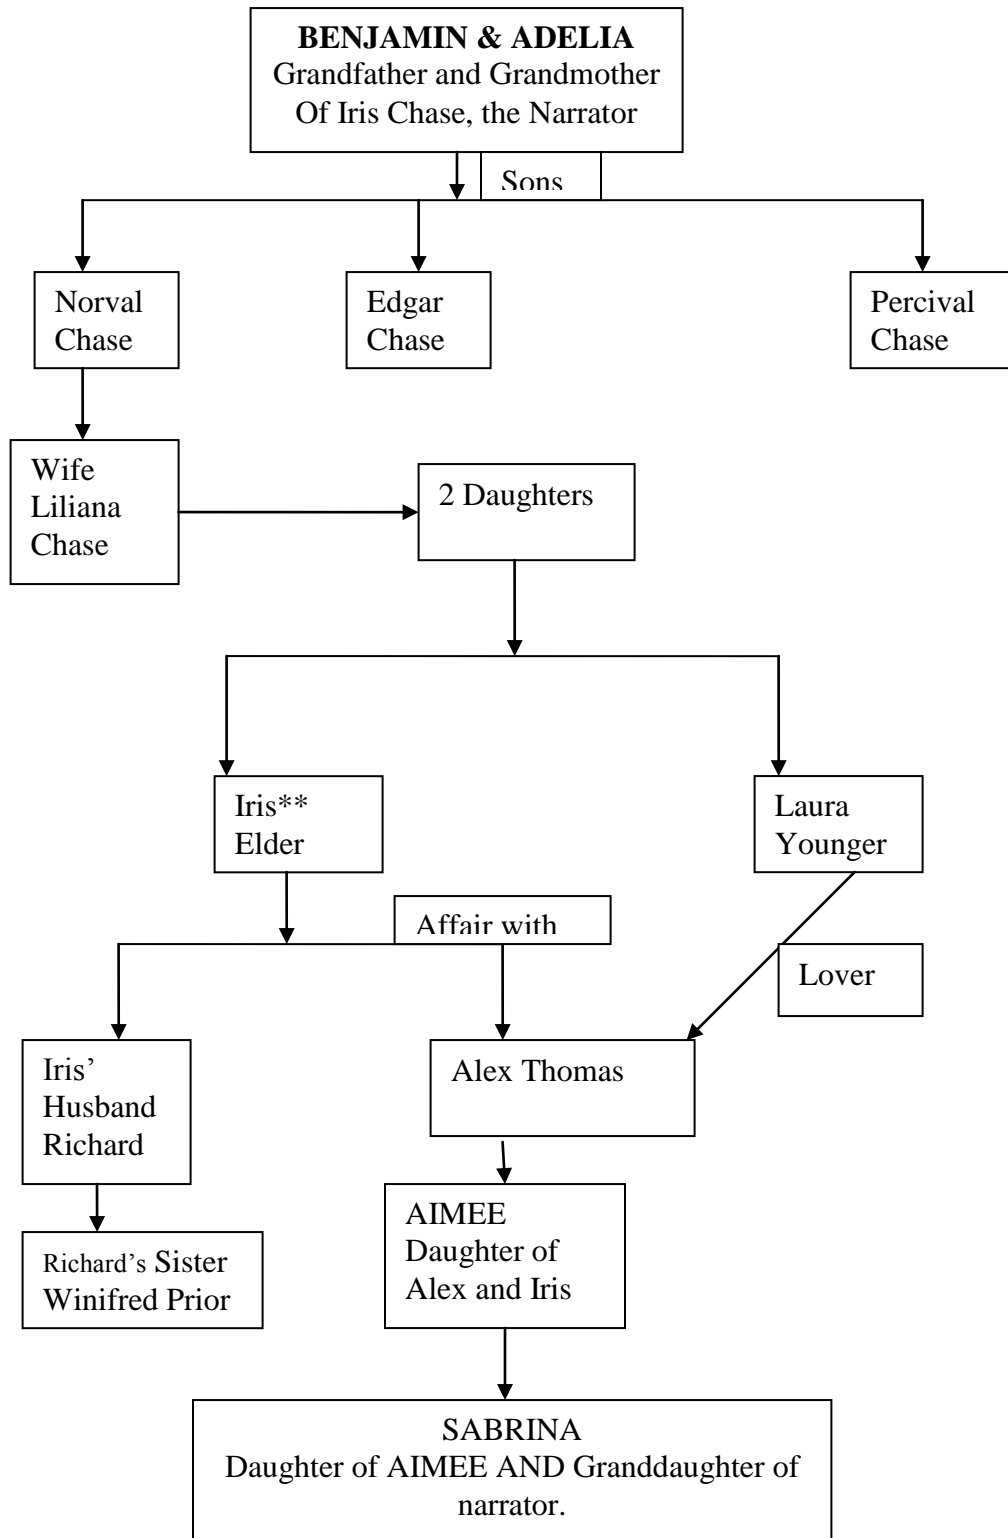 BENJAMIN & ADELIA
Grandfather and Grandmother
Of Iris Chase, the Narrator
Sons
Norval
Chase
Edgar
Chase
Percival
Chase
Wife
Liliana
Chase
2 Daughters
Iris**
Elder
Laura
Younger
Affair with
Lover
Iris’
Husband
Richard
Alex Thomas
Richard’s Sister
Winifred Prior
AIMEE
Daughter of
Alex and Iris
SABRINA
Daughter of AIMEE AND Granddaughter of
narrator.